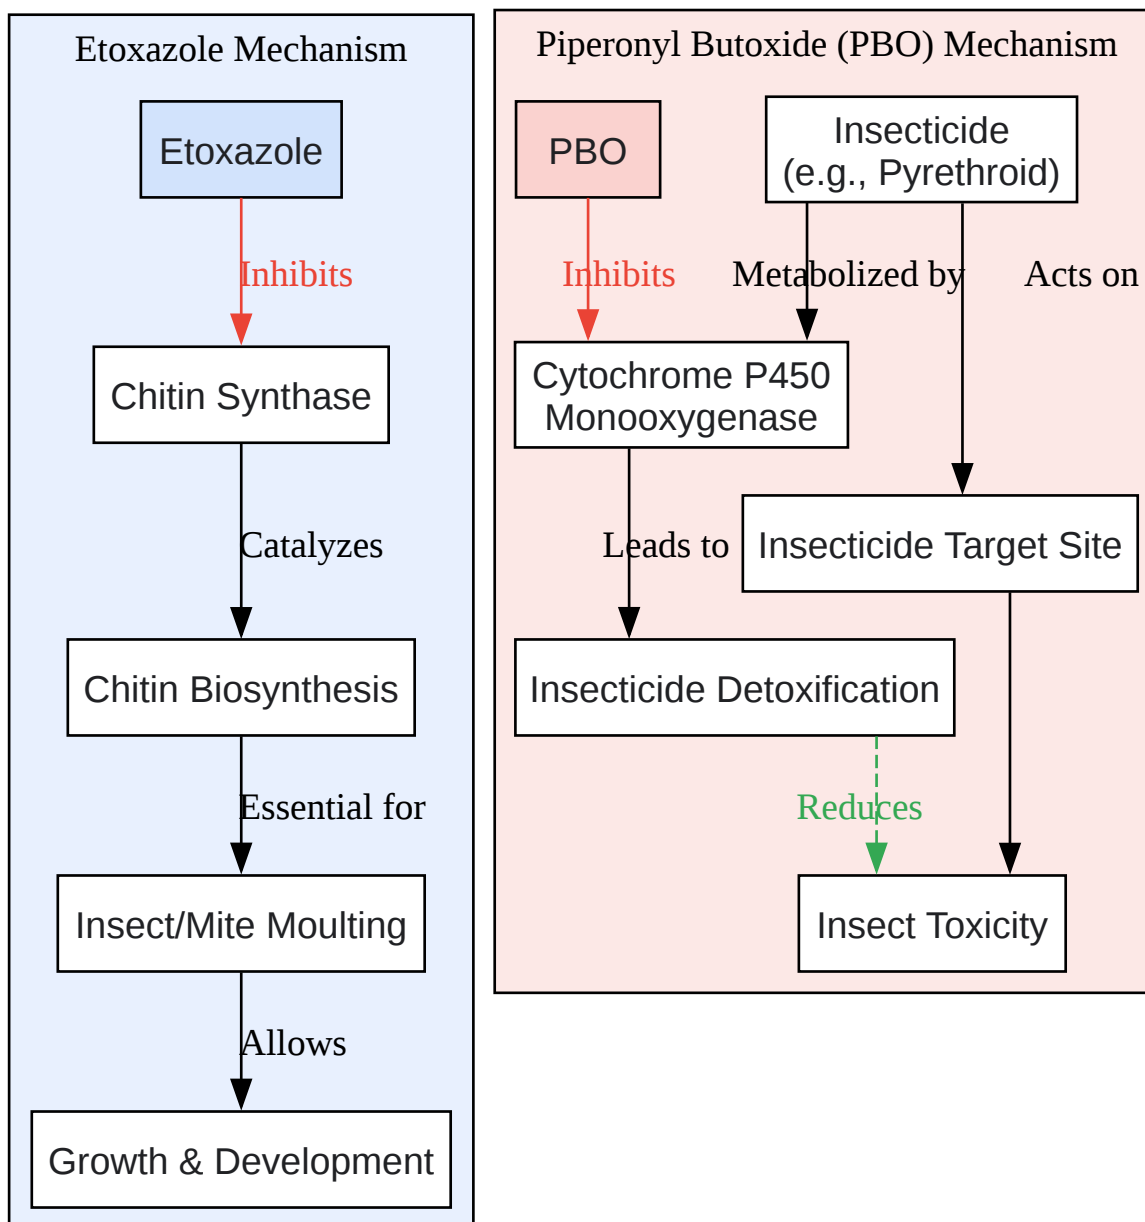 Etoxazole Mechanism
Etoxazole
Inhibits
Chitin Synthase
Catalyzes
Chitin Biosynthesis
Essential for
Insect/Mite Moulting
Allows
Growth & Development
Piperonyl Butoxide (PBO) Mechanism
PBO
Insecticide
(e.g., Pyrethroid)
Inhibits
Metabolized by
Acts on
Cytochrome P450
Monooxygenase
Leads to
Insecticide Target Site
Insecticide Detoxification
Reduces
Insect Toxicity